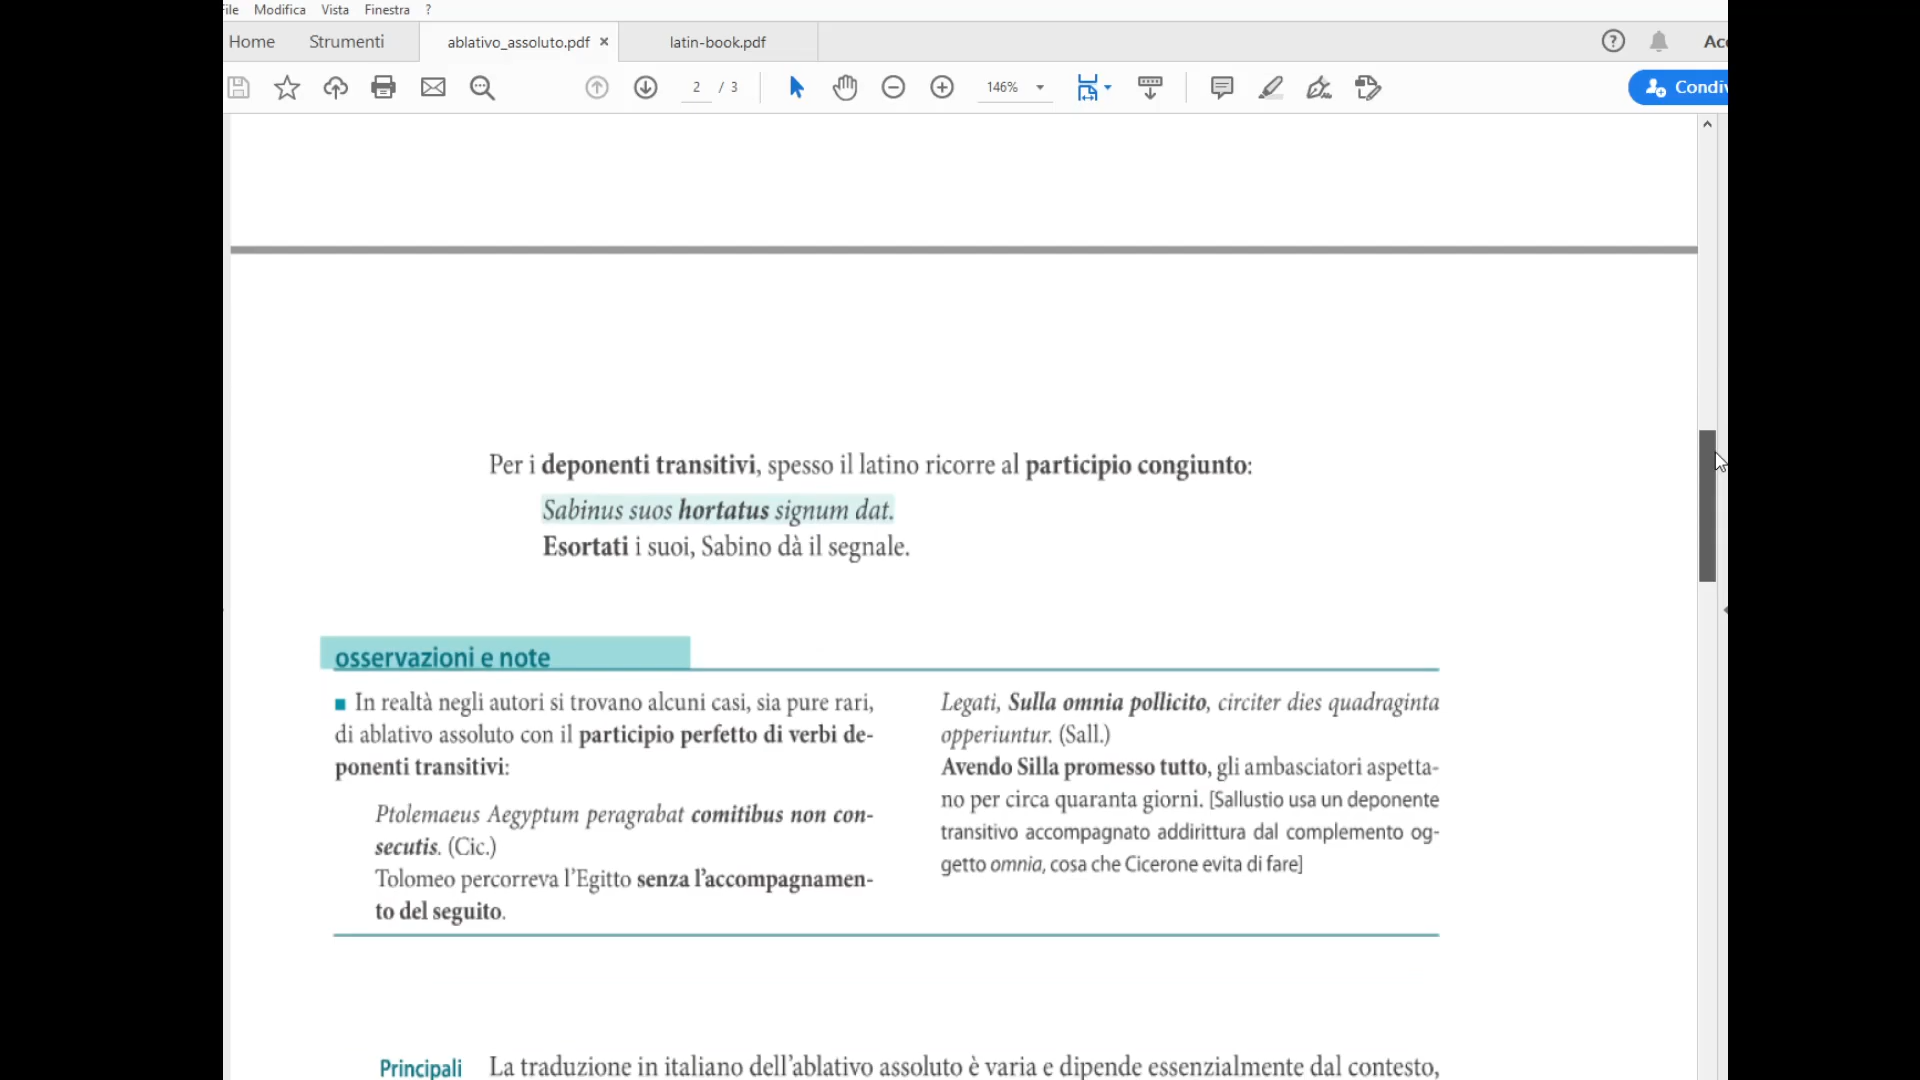 File Modifica Vista Finestra ?
Home Strumenti ablativo_assoluto.pdf × latin-book.pdf ?
2 / 3 146%
Per i deponenti transitivi, spesso il latino ricorre al participio congiunto:
Sabinus suos hortatus signum dat.
Esortati i suoi, Sabino dà il segnale.
osservazioni e note
■ In realtà negli autori si trovano alcuni casi, sia pure rari,
di ablativo assoluto con il participio perfetto di verbi de-
ponenti transitivi:
Ptolemaeus Aegyptum peragrabat comitibus non con-
secutis. (Cic.)
Tolomeo percorreva l'Egitto senza l'accompagnamen-
to del seguito.
Legati, Sulla omnia pollicito, circiter dies quadraginta
opperiuntur. (Sall.)
Avendo Silla promesso tutto, gli ambasciatori aspetta-
no per circa quaranta giorni. [Sallustio usa un deponente
transitivo accompagnato addirittura dal complemento og-
getto omnia, cosa che Cicerone evita di fare]
Principali La traduzione in italiano dell'ablativo assoluto è varia e dipende essenzialmente dal contesto,